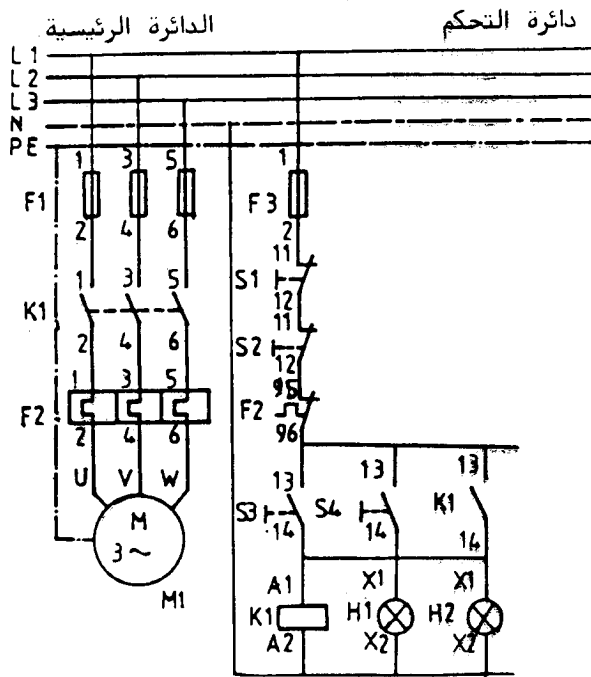 دائرة التحكم
الدائرة الرئيسية
L1
L2
L3
N
PE
1 3 5 1
F1 F3
2 4 6 2
11
S1
12
1 3 5
K1
2 4 6
11
S2
12
1 3 5 95
F2 F2
2 4 6 96
U V W
13 13 13
S3 S4 K1
14 14 14
M
3~
M1
A1 X1 X1
K1 H1 H2
A2 X2 X2